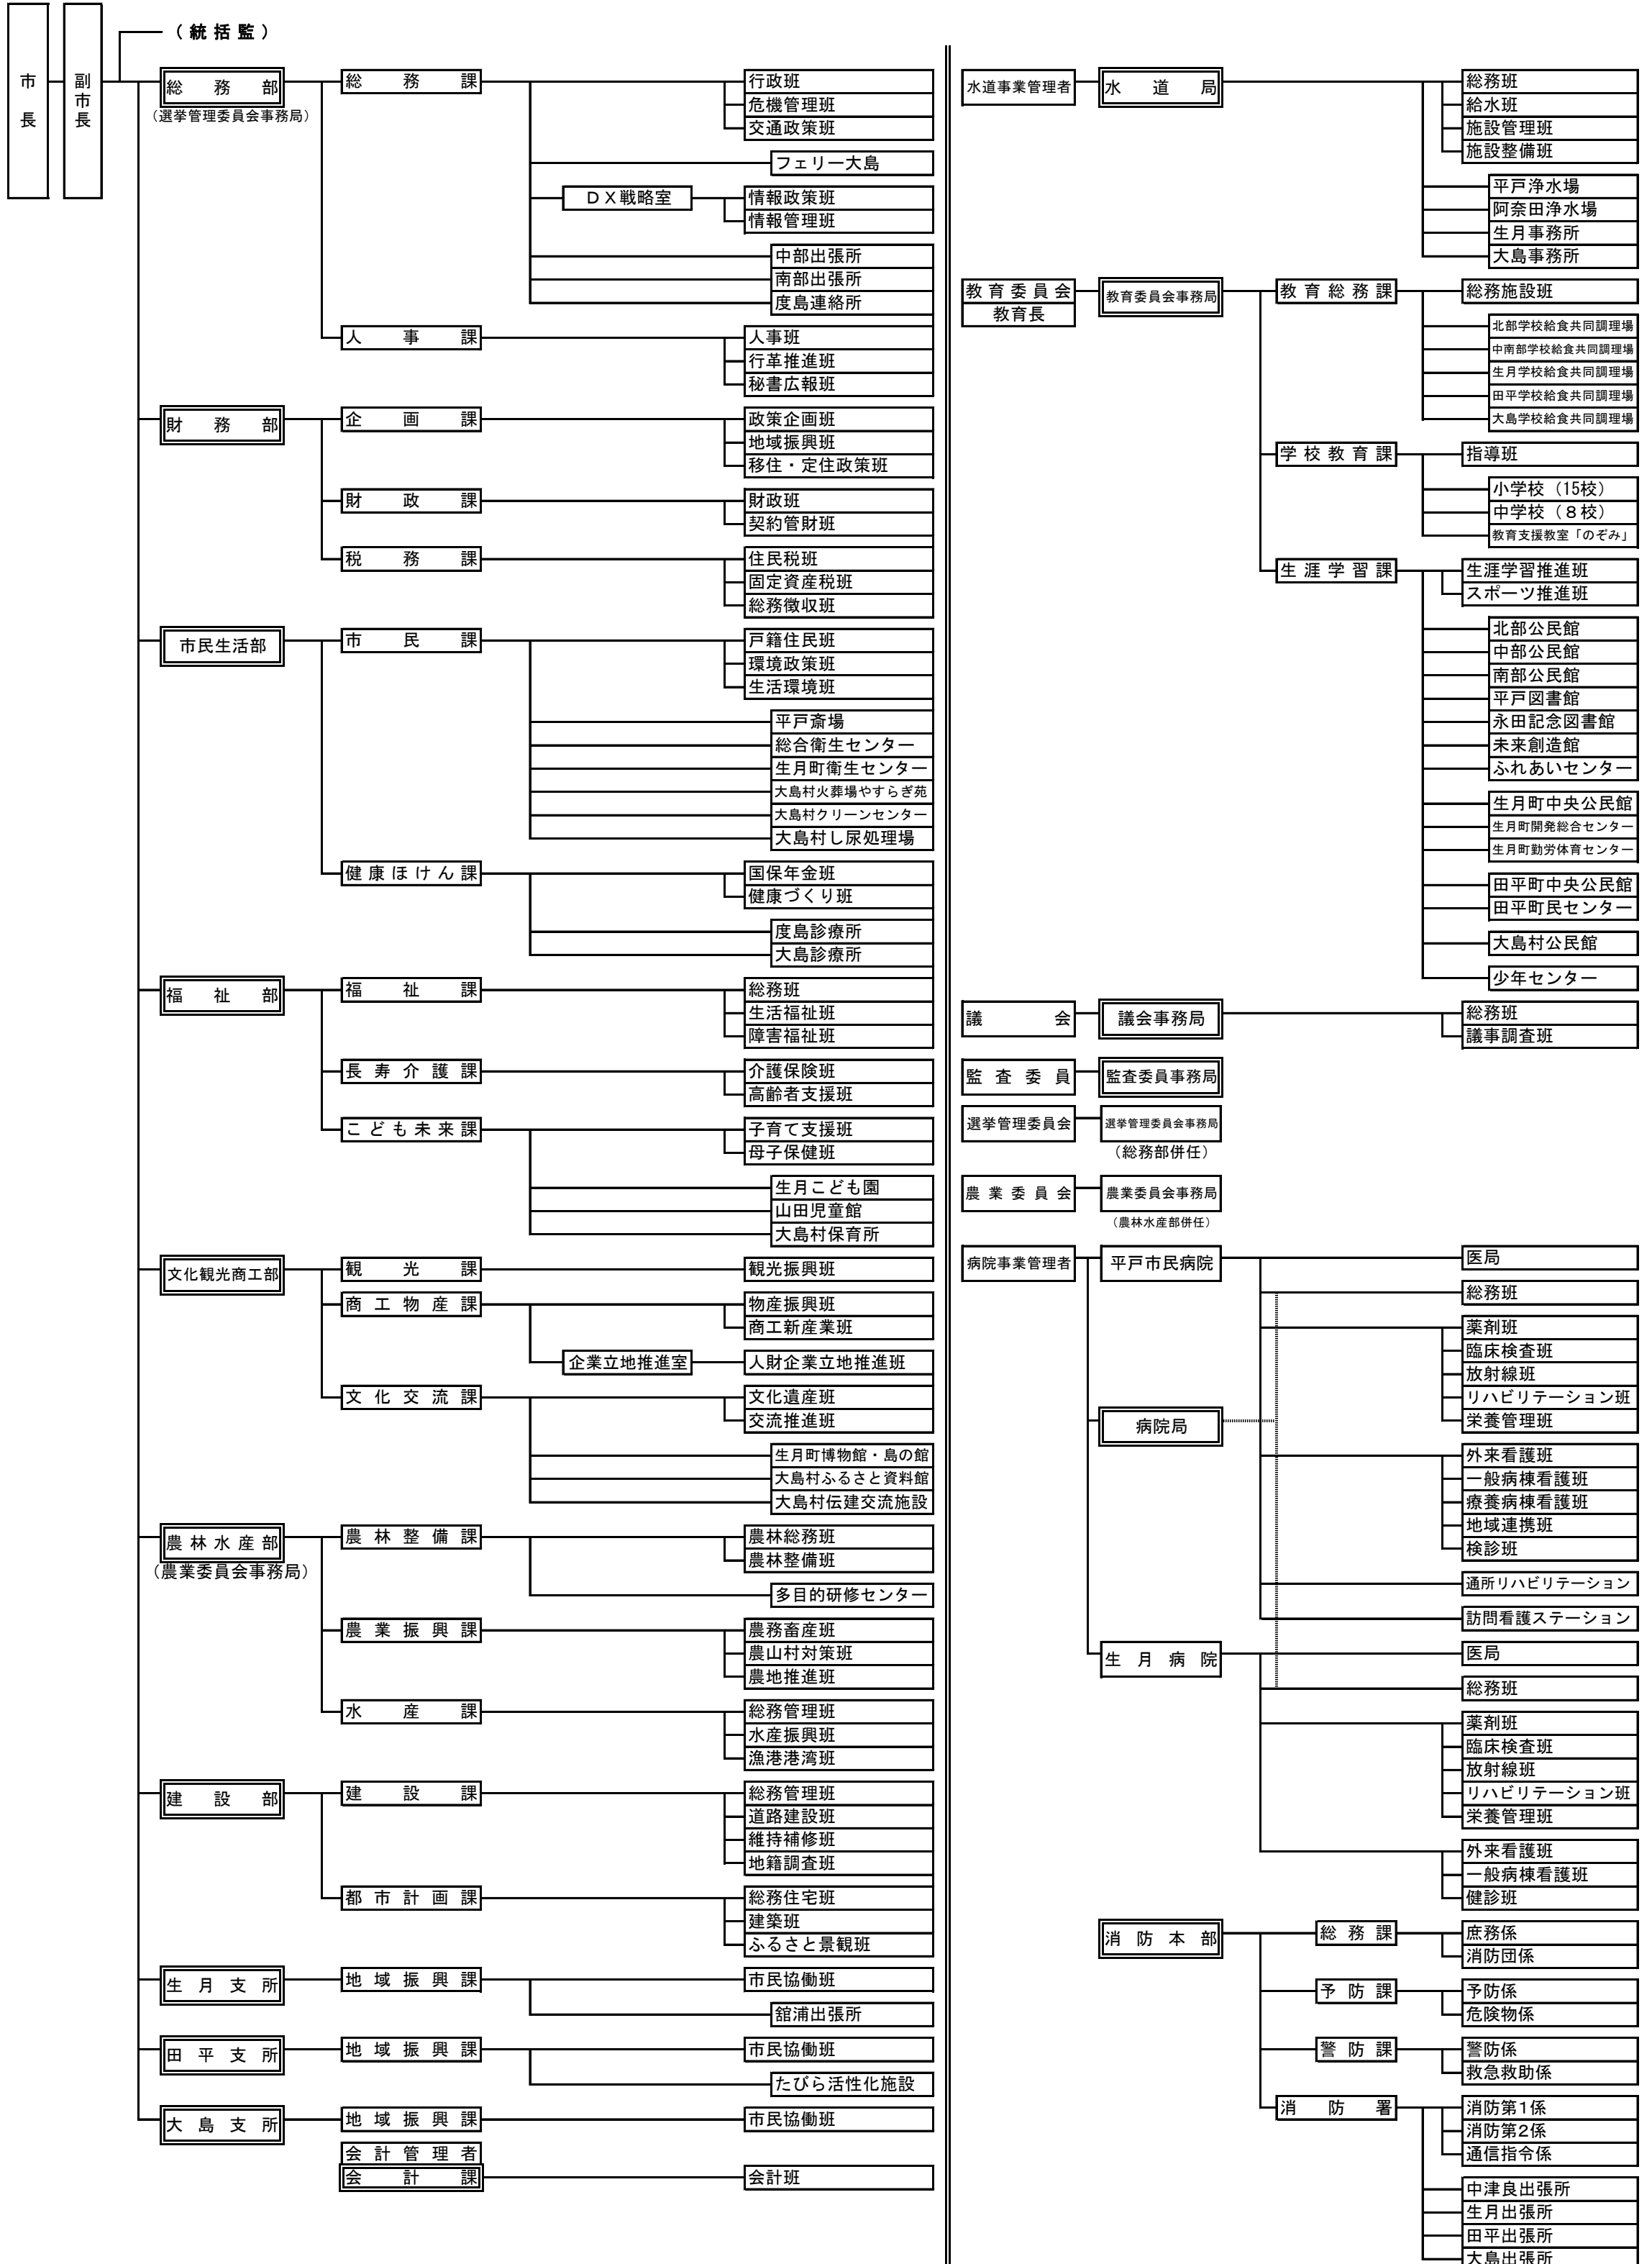 市長
副市長
（統括監）
総務部
（選挙管理委員会事務局）
総務課
行政班
危機管理班
交通政策班
フェリー大島
ＤＸ戦略室
情報政策班
情報管理班
中部出張所
南部出張所
度島連絡所
人事課
人事班
行革推進班
秘書広報班
財務部
企画課
政策企画班
地域振興班
移住・定住政策班
財政課
財政班
契約管財班
税務課
住民税班
固定資産税班
総務徴収班
市民生活部
市民課
戸籍住民班
環境政策班
生活環境班
平戸斎場
総合衛生センター
生月町衛生センター
大島村火葬場やすらぎ苑
大島村クリーンセンター
大島村し尿処理場
健康ほけん課
国保年金班
健康づくり班
度島診療所
大島診療所
福祉部
福祉課
総務班
生活福祉班
障害福祉班
長寿介護課
介護保険班
高齢者支援班
こども未来課
子育て支援班
母子保健班
生月こども園
山田児童館
大島村保育所
文化観光商工部
観光課
観光振興班
商工物産課
物産振興班
商工新産業班
企業立地推進室
人財企業立地推進班
文化交流課
文化遺産班
交流推進班
生月町博物館・島の館
大島村ふるさと資料館
大島村伝建交流施設
農林水産部
（農業委員会事務局）
農林整備課
農林総務班
農林整備班
多目的研修センター
農業振興課
農務畜産班
農山村対策班
農地推進班
水産課
総務管理班
水産振興班
漁港港湾班
建設部
建設課
総務管理班
道路建設班
維持補修班
地籍調査班
都市計画課
総務住宅班
建築班
ふるさと景観班
生月支所
地域振興課
市民協働班
舘浦出張所
田平支所
地域振興課
市民協働班
たびら活性化施設
大島支所
地域振興課
市民協働班
会計管理者
会計課
会計班
水道事業管理者
水道局
総務班
給水班
施設管理班
施設整備班
平戸浄水場
阿奈田浄水場
生月事務所
大島事務所
教育委員会
教育長
教育委員会事務局
教育総務課
総務施設班
北部学校給食共同調理場
中南部学校給食共同調理場
生月学校給食共同調理場
田平学校給食共同調理場
大島学校給食共同調理場
学校教育課
指導班
小学校（15校）
中学校（８校）
教育支援教室「のぞみ」
生涯学習課
生涯学習推進班
スポーツ推進班
北部公民館
中部公民館
南部公民館
平戸図書館
永田記念図書館
未来創造館
ふれあいセンター
生月町中央公民館
生月町開発総合センター
生月町勤労体育センター
田平町中央公民館
田平町民センター
大島村公民館
少年センター
議会
議会事務局
総務班
議事調査班
監査委員
監査委員事務局
選挙管理委員会
選挙管理委員会事務局
（総務部併任）
農業委員会
農業委員会事務局
（農林水産部併任）
病院事業管理者
平戸市民病院
医局
総務班
薬剤班
臨床検査班
放射線班
リハビリテーション班
栄養管理班
病院局
外来看護班
一般病棟看護班
療養病棟看護班
地域連携班
検診班
通所リハビリテーション
訪問看護ステーション
生月病院
医局
総務班
薬剤班
臨床検査班
放射線班
リハビリテーション班
栄養管理班
外来看護班
一般病棟看護班
健診班
消防本部
総務課
庶務係
消防団係
予防課
予防係
危険物係
警防課
警防係
救急救助係
消防署
消防第1係
消防第2係
通信指令係
中津良出張所
生月出張所
田平出張所
大島出張所